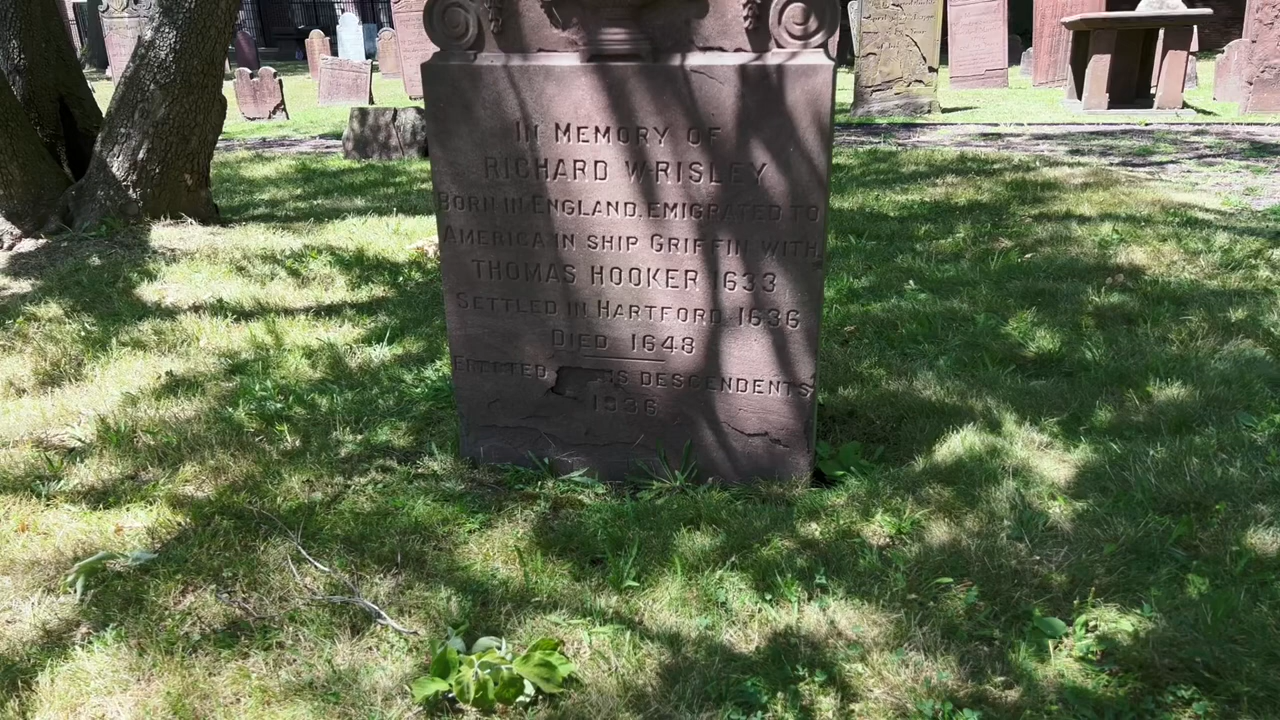 IN MEMORY OF
RICHARD WRISLEY
BORN IN ENGLAND, EMIGRATED TO
AMERICA IN SHIP GRIFFIN WITH
THOMAS HOOKER 1633
SETTLED IN HARTFORD 1636
DIED 1648
ERECTED HIS DESCENDENTS
1936